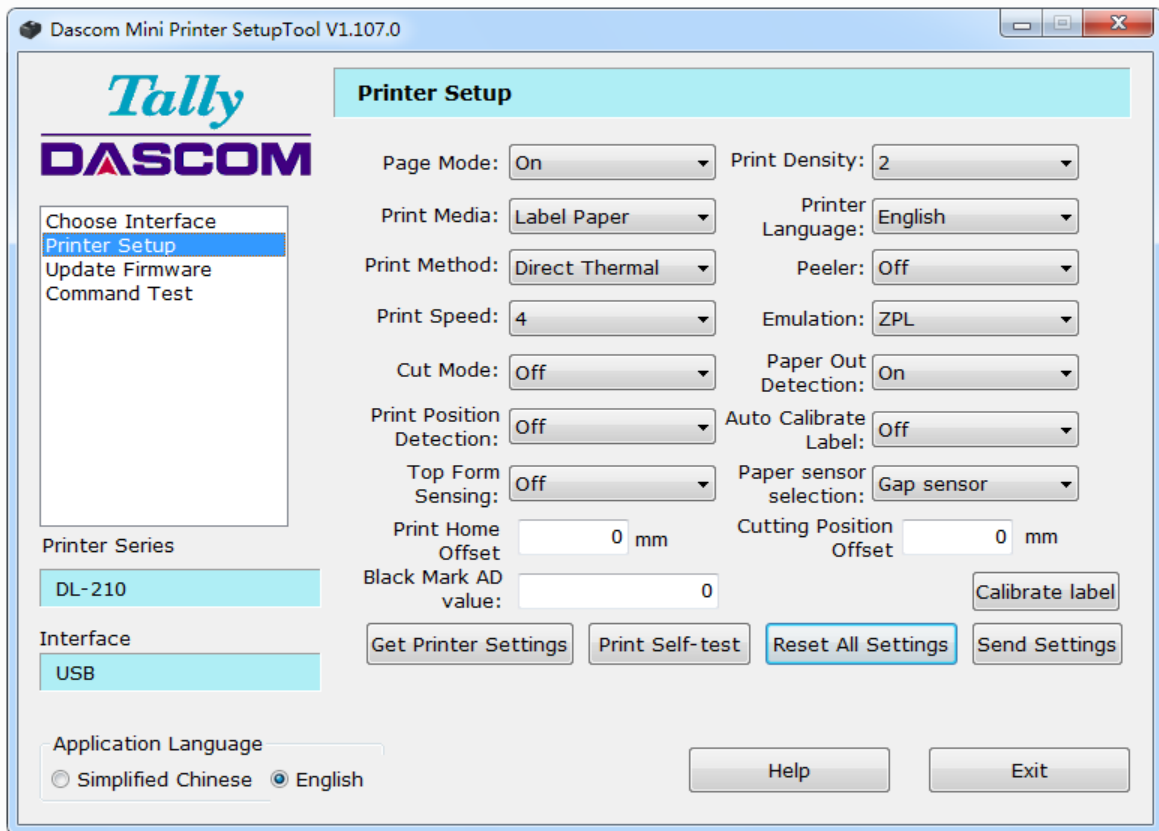 Dascom Mini Printer SetupTool V1.107.0
Tally
DASCOM
Choose Interface
Printer Setup
Update Firmware
Command Test
Printer Series
DL-210
Interface
USB
Application Language
Simplified Chinese English
Printer Setup
Page Mode: On Print Density: 2
Print Media: Label Paper Printer
Language: English
Print Method: Direct Thermal Peeler: Off
Print Speed: 4 Emulation: ZPL
Cut Mode: Off Paper Out
Detection: On
Print Position
Detection: Off Auto Calibrate
Label: Off
Top Form
Sensing: Off Paper sensor
selection: Gap sensor
Print Home
Offset 0 mm Cutting Position
Offset 0 mm
Black Mark AD
value: 0 Calibrate label
Get Printer Settings Print Self-test Reset All Settings Send Settings
Help Exit